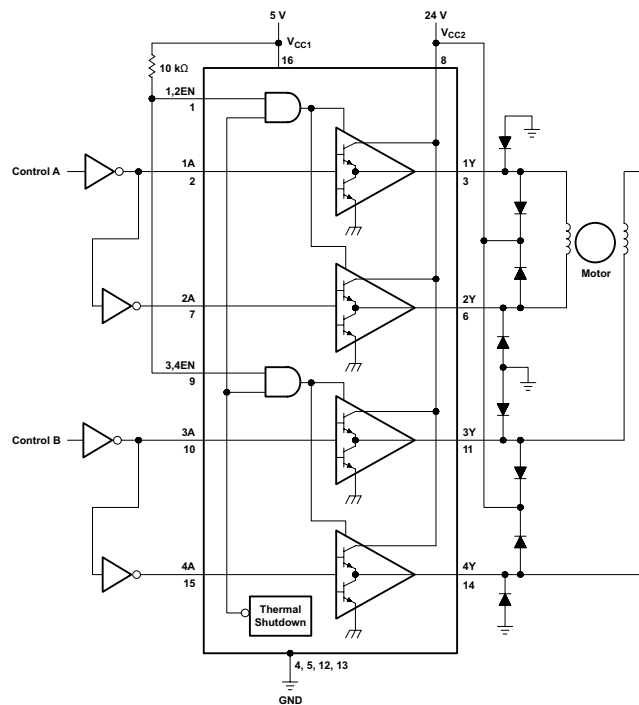 5 V
24 V
VCC1
VCC2
16
8
10 kΩ
1,2EN
1
Control A
1A
2
1Y
3
2A
7
2Y
6
Motor
3,4EN
9
Control B
3A
10
3Y
11
4A
15
4Y
14
Thermal
Shutdown
4, 5, 12, 13
GND